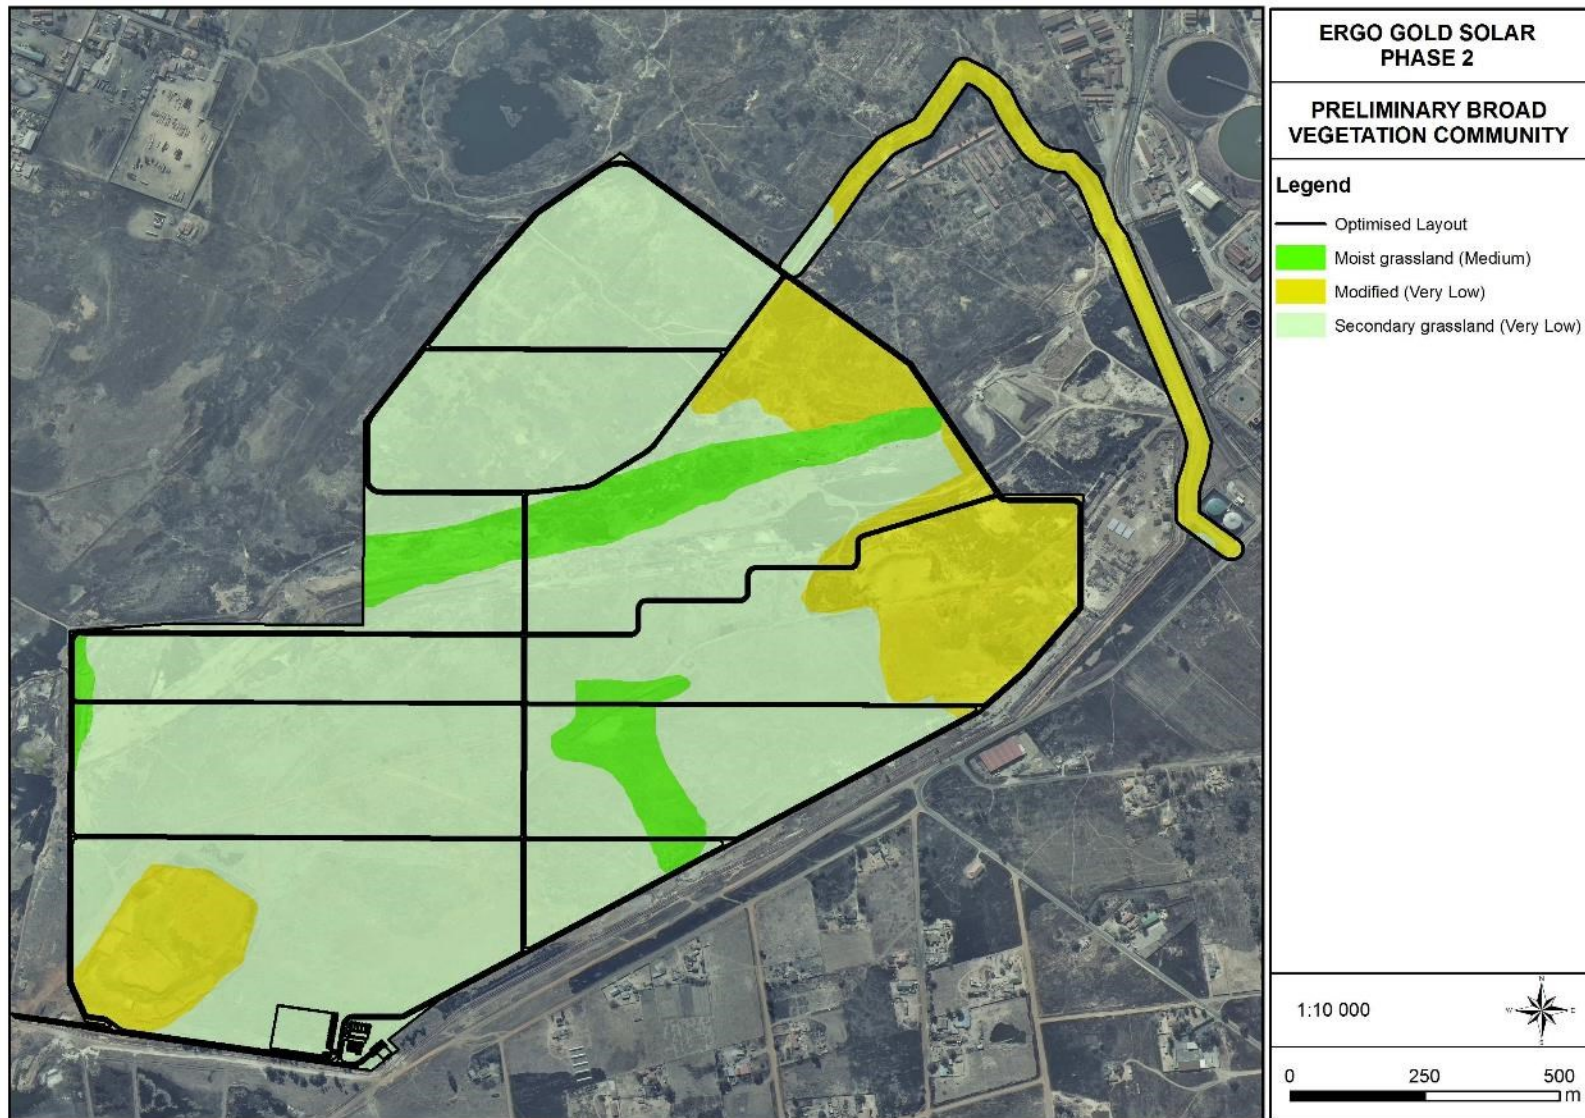 ERGO GOLD SOLAR
PHASE 2
PRELIMINARY BROAD
VEGETATION COMMUNITY
Legend
Optimised Layout
Moist grassland (Medium)
Modified (Very Low)
Secondary grassland (Very Low)
1:10 000
N
W E
S
0 250 500
m